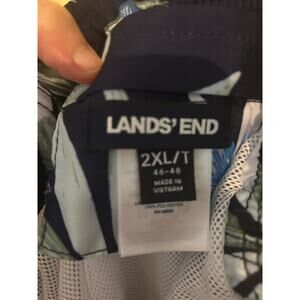 LANDS' END
2XL/T
46-48
MADE IN
VIETNAM
100% POLYESTER